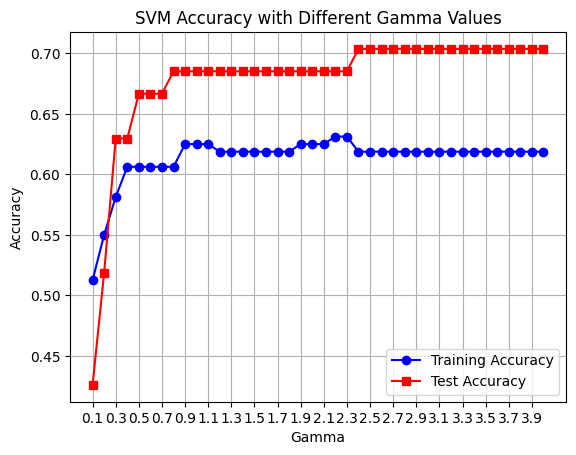 SVM Accuracy with Different Gamma Values
Accuracy
0.70
0.65
0.60
0.55
0.50
0.45
Training Accuracy
Test Accuracy
0.1 0.3 0.5 0.7 0.9 1.1 1.3 1.5 1.7 1.9 2.1 2.3 2.5 2.7 2.9 3.1 3.3 3.5 3.7 3.9
Gamma